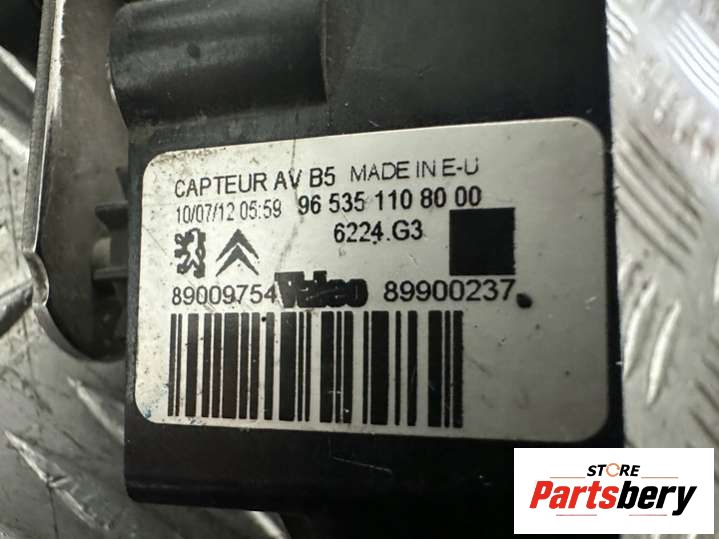 CAPTEUR AV B5 MADE IN E-U
10/07/12 05:59 96 535 110 80 00
6224.G3
89009754 Valeo 89900237
STORE
Partsbery